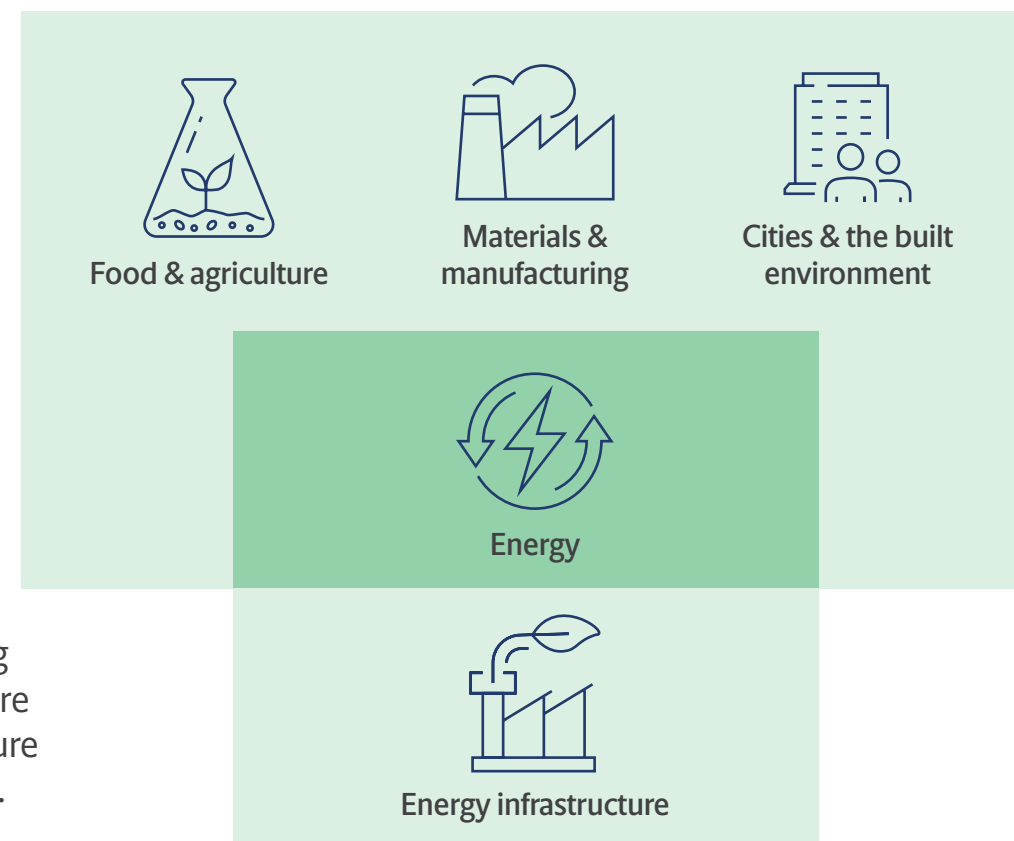 Food & agriculture
Materials &
manufacturing
Cities & the built
environment
Energy
Energy infrastructure